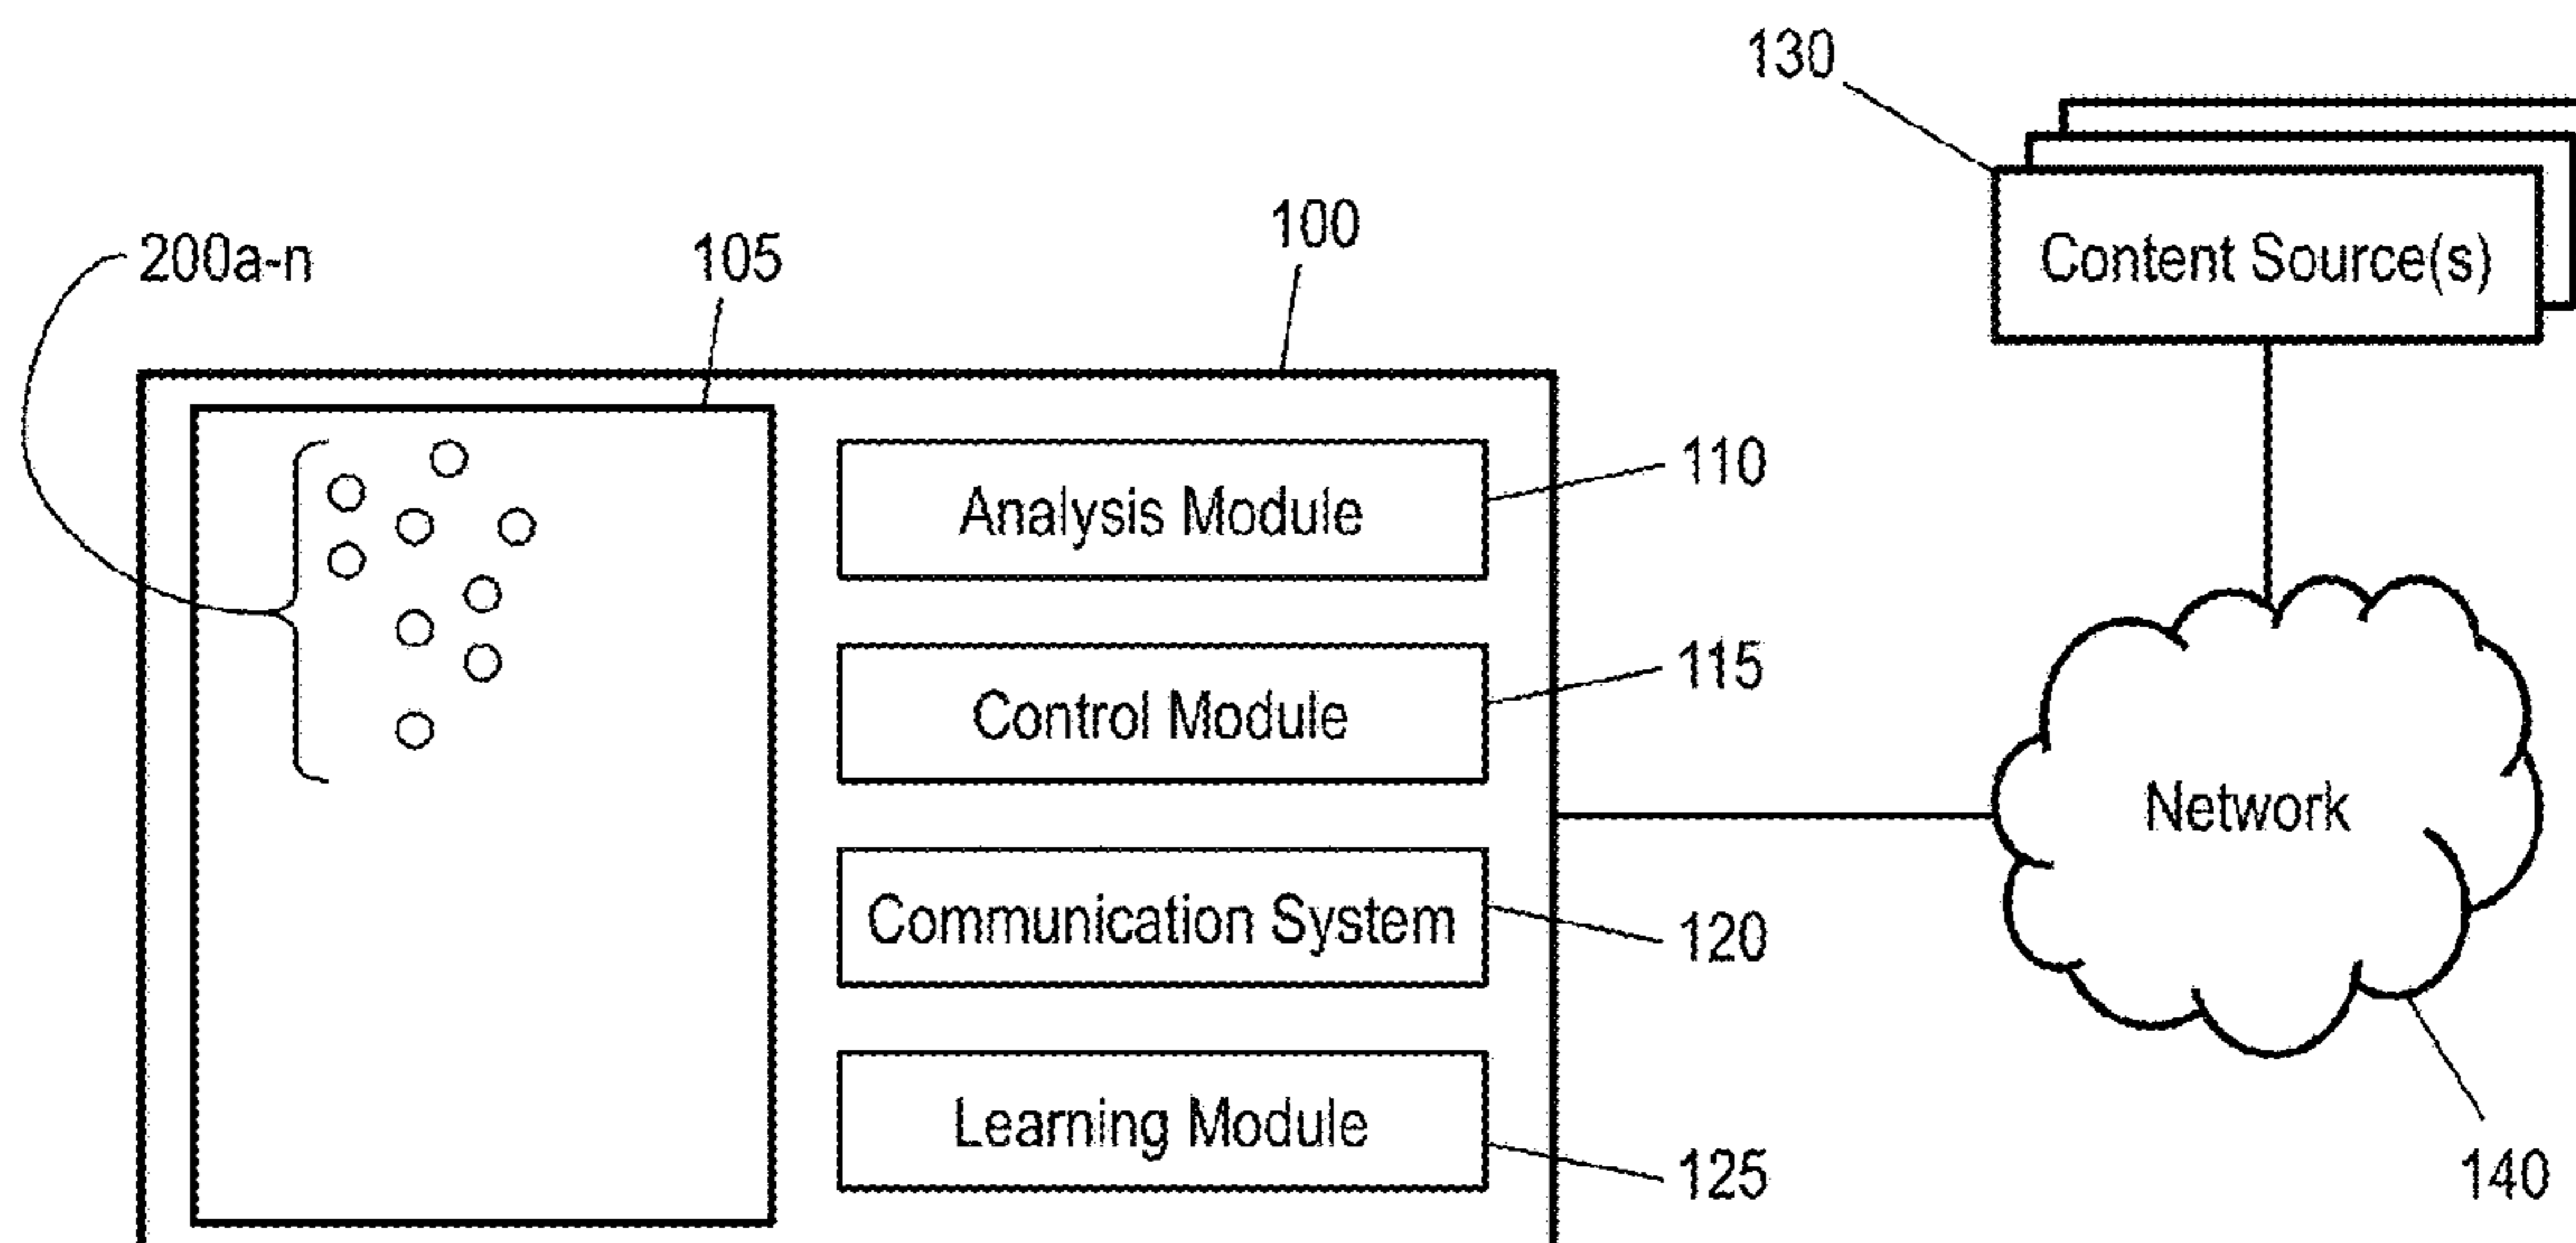 130
100
200a-n
105
Content Source(s)
110
Analysis Module
115
Control Module
Network
Communication System
120
Learning Module
125
140